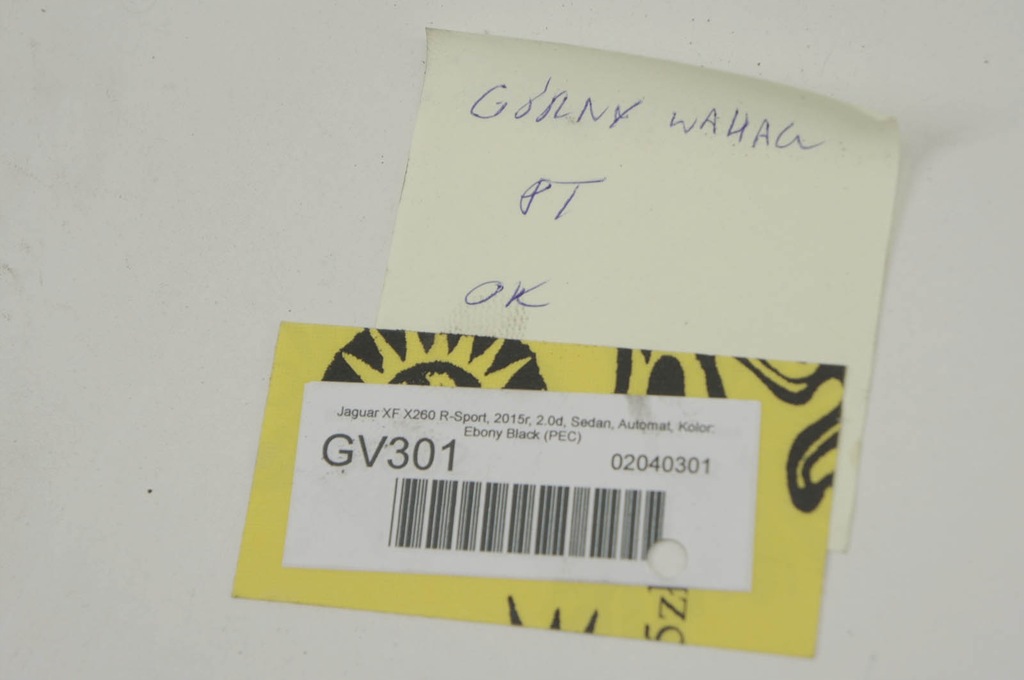 GÓRNY WAHACZ
PT
OK
Jaguar XF X260 R-Sport, 2015r, 2.0d, Sedan, Automat, Kolor:
Ebony Black (PEC)
GV301
02040301